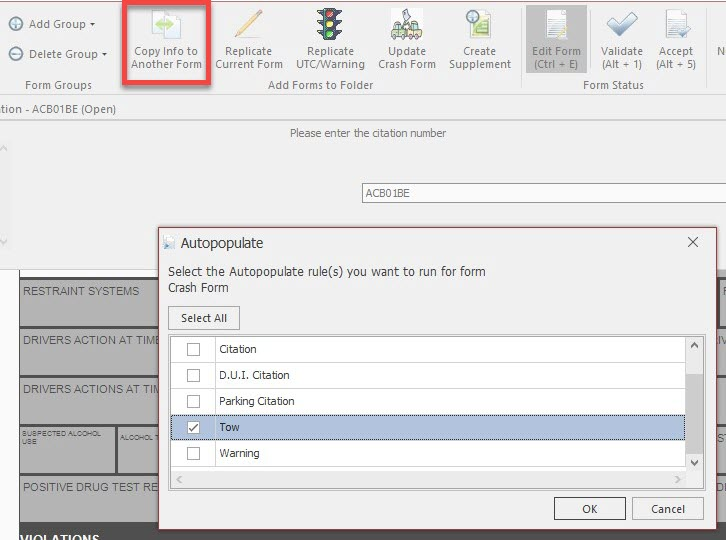 Add Group
Delete Group
Form Groups
Copy Info to
Another Form
Replicate
Current Form
Replicate
UTC/Warning
Update
Crash Form
Create
Supplement
Add Forms to Folder
Edit Form
(Ctrl + E)
Validate
(Alt + 1)
Accept
(Alt + 5)
Form Status
N
tion - ACB01BE (Open)
Please enter the citation number
ACB01BE
Autopopulate
Select the Autopopulate rule(s) you want to run for form
Crash Form
Select All
Citation
D.U.I. Citation
Parking Citation
Tow
Warning
OK
Cancel
RESTRAINT SYSTEMS
DRIVERS ACTION AT TIME
DRIVERS ACTIONS AT TIM
SUSPECTED ALCOHOL
USE
ALCOHOL T
POSITIVE DRUG TEST RE
VIOLATIONS